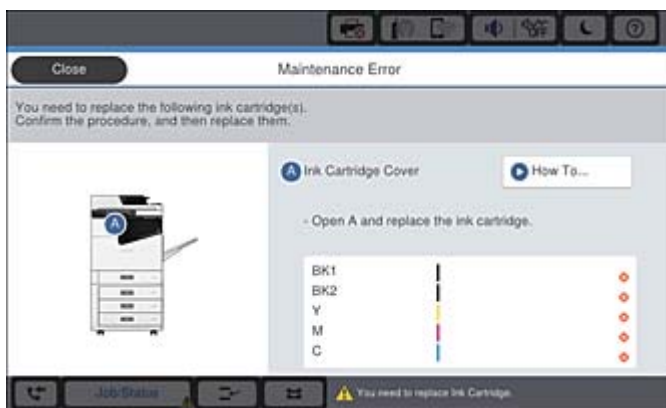 Close
Maintenance Error
You need to replace the following ink cartridge(s).
Confirm the procedure, and then replace them.
A Ink Cartridge Cover
How To...
A
- Open A and replace the ink cartridge.
BK1
BK2
Y
M
C
Job/Status
You need to replace Ink Cartridge.